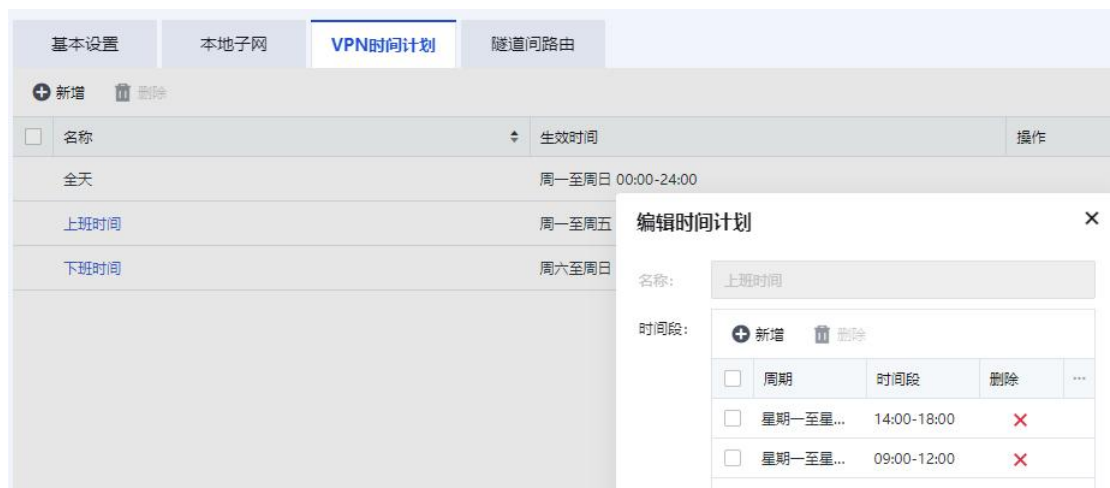 基本设置 本地子网 VPN时间计划 隧道间路由
新增 删除
名称 生效时间 操作
全天 周一至周日 00:00-24:00
上班时间 周一至周五
下班时间 周六至周日
编辑时间计划
名称: 上班时间
时间段: 新增 删除
周期 时间段 删除 ...
星期一至星... 14:00-18:00
星期一至星... 09:00-12:00